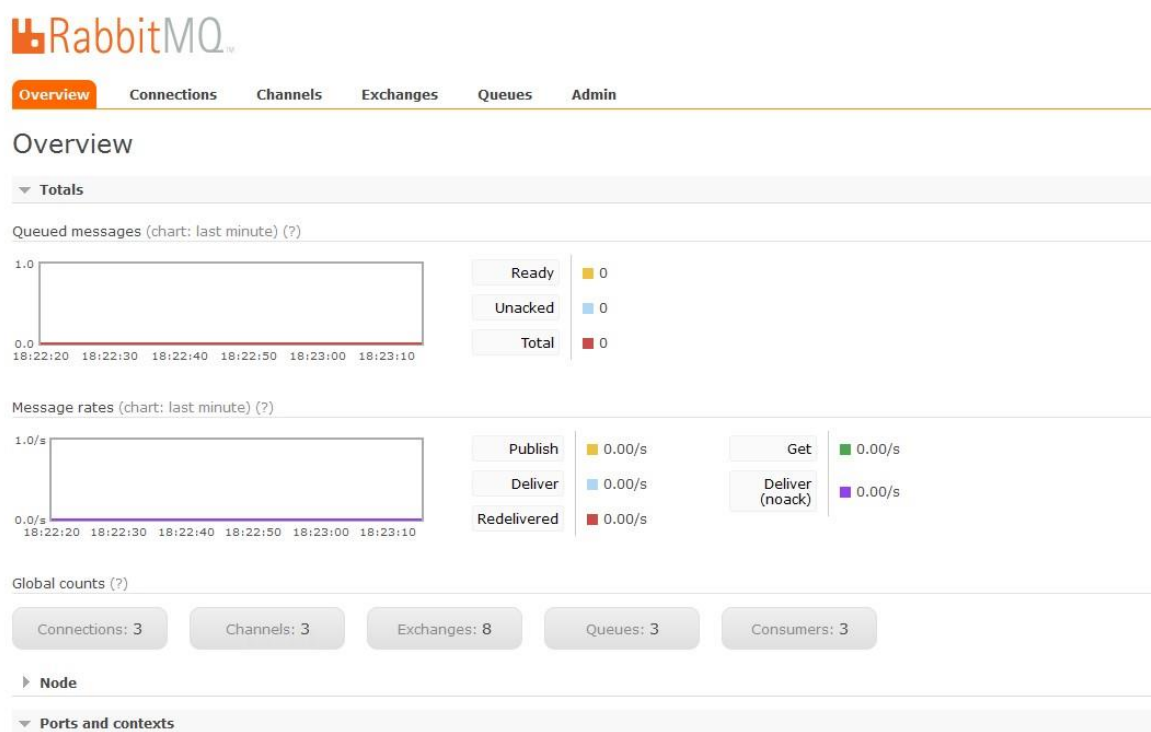 RabbitMQ
Overview Connections Channels Exchanges Queues Admin
Overview
Totals
Queued messages (chart: last minute) (?)
1.0
0.0
18:22:20 18:22:30 18:22:40 18:22:50 18:23:00 18:23:10
Ready 0
Unacked 0
Total 0
Message rates (chart: last minute) (?)
1.0/s
0.0/s
18:22:20 18:22:30 18:22:40 18:22:50 18:23:00 18:23:10
Publish 0.00/s
Deliver 0.00/s
Redelivered 0.00/s
Get 0.00/s
Deliver
(noack) 0.00/s
Global counts (?)
Connections: 3 Channels: 3 Exchanges: 8 Queues: 3 Consumers: 3
Node
Ports and contexts